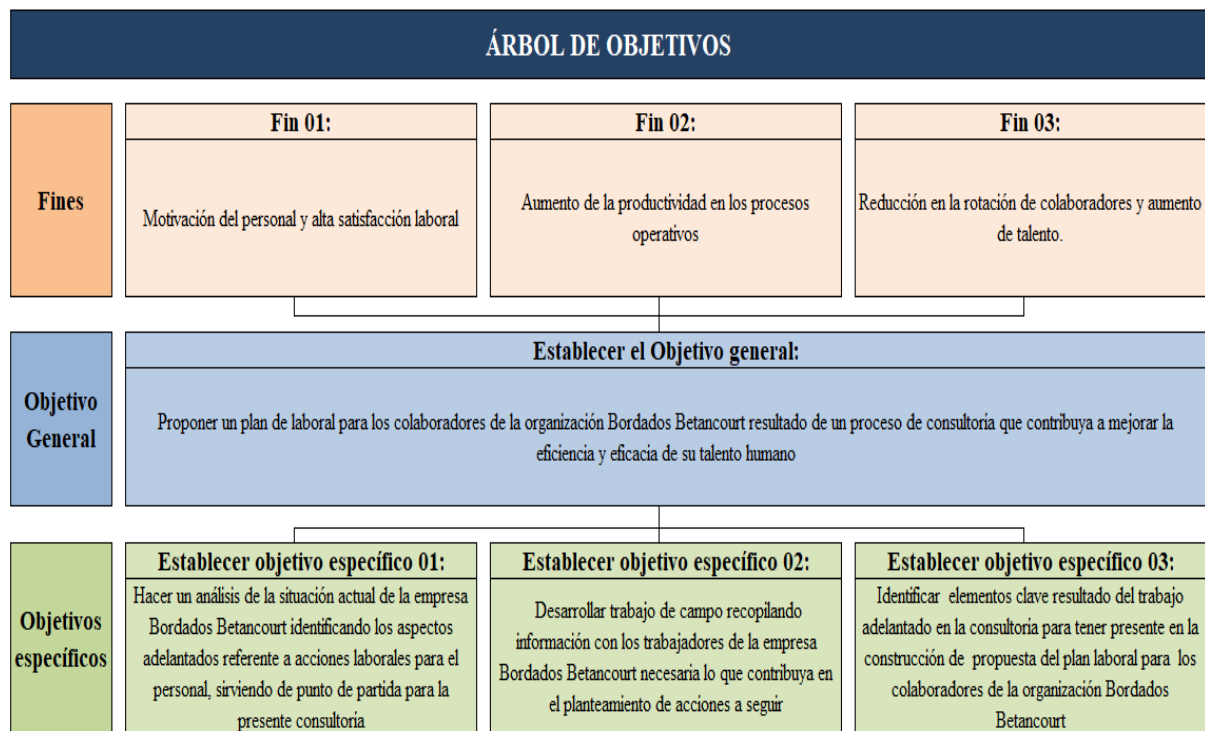 ÁRBOL DE OBJETIVOS
Fines
Fin 01:
Motivación del personal y alta satisfacción laboral
Fin 02:
Aumento de la productividad en los procesos
operativos
Fin 03:
Reducción en la rotación de colaboradores y aumento
de talento.
Objetivo
General
Establecer el Objetivo general:
Proponer un plan de laboral para los colaboradores de la organización Bordados Betancourt resultado de un proceso de consultoria que contribuya a mejorar la
eficiencia y eficacia de su talento humano
Objetivos
específicos
Establecer objetivo específico 01:
Hacer un análisis de la situación actual de la empresa
Bordados Betancourt identificando los aspectos
adelantados referente a acciones laborales para el
personal, sirviendo de punto de partida para la
presente consultoría
Establecer objetivo específico 02:
Desarrollar trabajo de campo recopilando
información con los trabajadores de la empresa
Bordados Betancourt necesaria lo que contribuya en
el planteamiento de acciones a seguir
Establecer objetivo específico 03:
Identificar elementos clave resultado del trabajo
adelantado en la consultoria para tener presente en la
construcción de propuesta del plan laboral para los
colaboradores de la organización Bordados
Betancourt